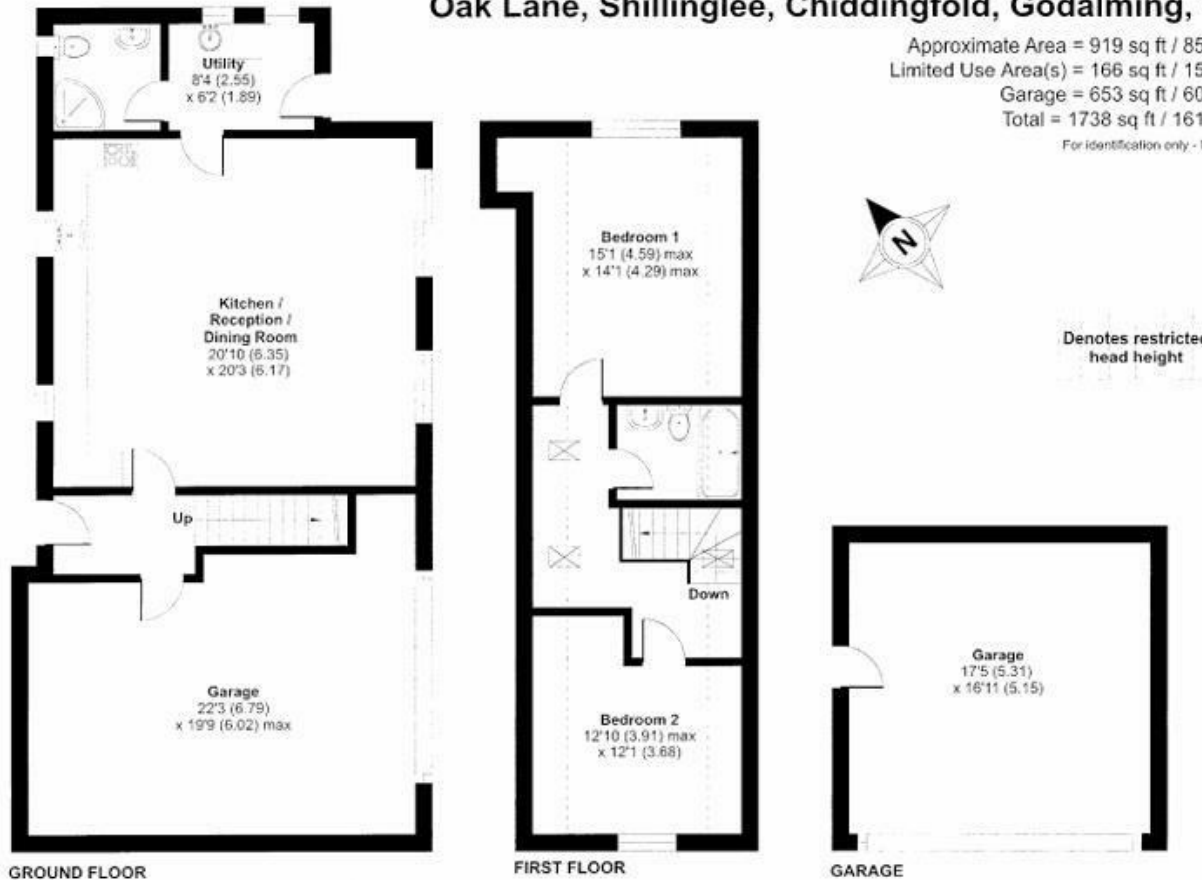 Oak Lane, Shillinglee, Chiddingfold, Godalming,
Approximate Area = 919 sq ft / 85
Limited Use Area(s) = 166 sq ft / 15
Garage = 653 sq ft / 60
Total = 1738 sq ft / 161
For identification only -
N
Denotes restricted
head height
Utility
8'4 (2.55)
x 6'2 (1.89)
Kitchen /
Reception /
Dining Room
20'10 (6.35)
x 20'3 (6.17)
Up
Garage
22'3 (6.79)
x 19'9 (6.02) max
GROUND FLOOR
Bedroom 1
15'1 (4.59) max
x 14'1 (4.29) max
Down
Bedroom 2
12'10 (3.91) max
x 12'1 (3.68)
FIRST FLOOR
Garage
17'5 (5.31)
x 16'11 (5.15)
GARAGE